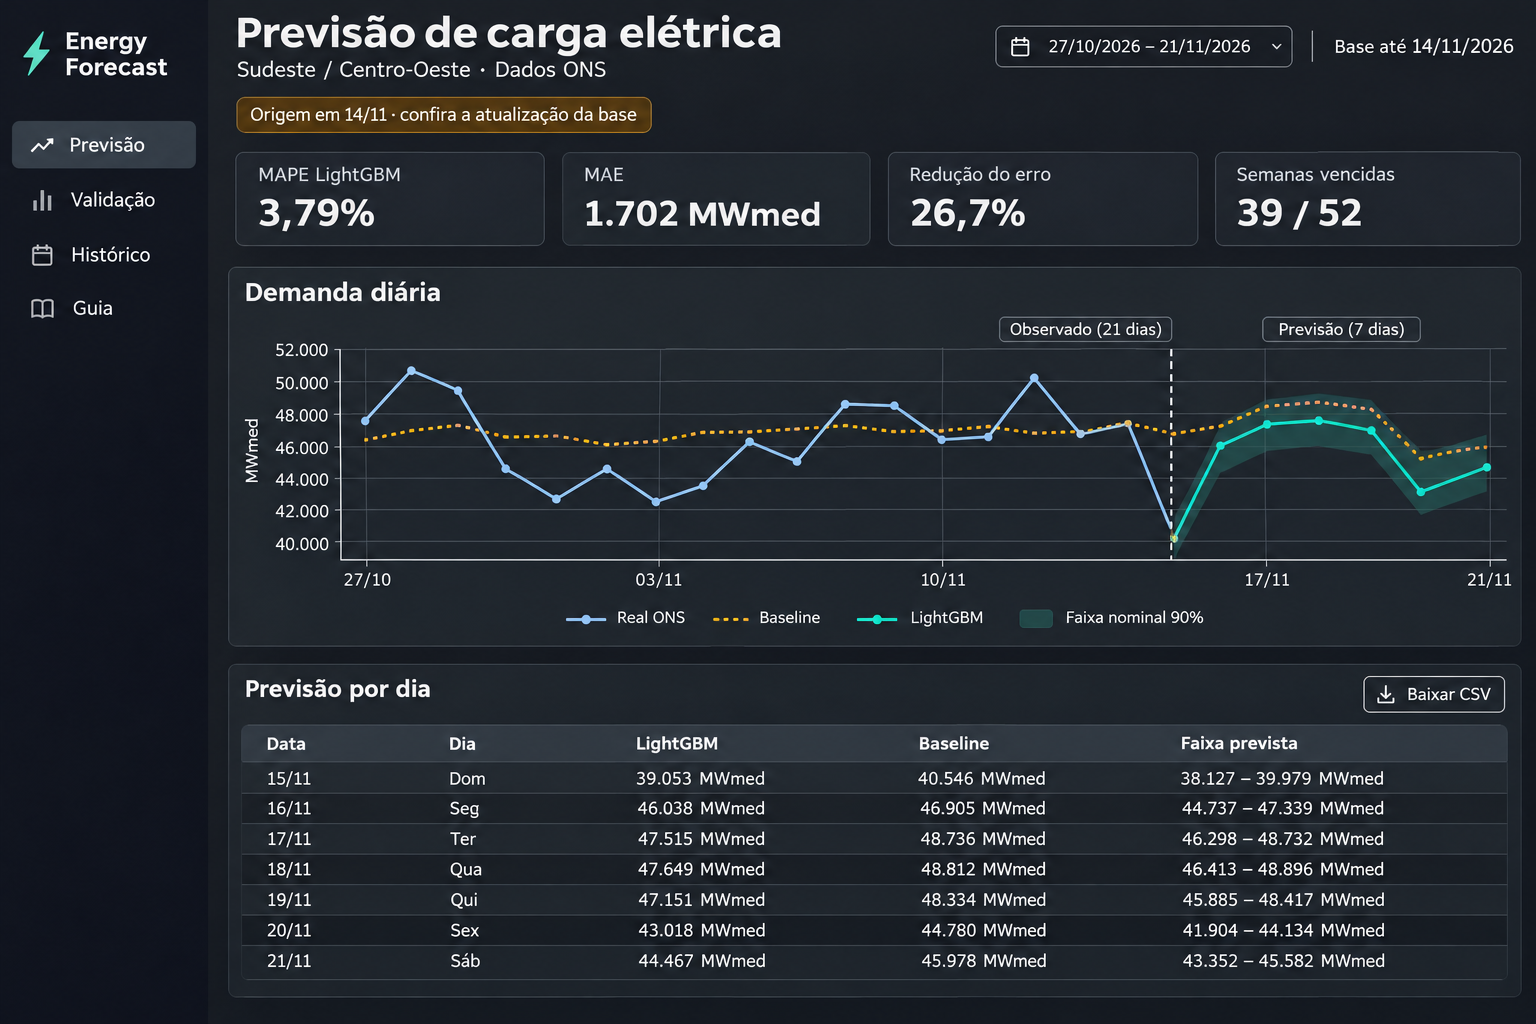 Energy
Forecast
Previsão
Validação
Histórico
Guia
Previsão de carga elétrica
Sudeste / Centro-Oeste · Dados ONS
27/10/2026 – 21/11/2026
Base até 14/11/2026
Origem em 14/11 · confira a atualização da base
MAPE LightGBM
3,79%
MAE
1.702 MWmed
Redução do erro
26,7%
Semanas vencidas
39 / 52
Demanda diária
Observado (21 dias)
Previsão (7 dias)
MWmed
52.000
50.000
48.000
46.000
44.000
42.000
40.000
27/10
03/11
10/11
17/11
21/11
Real ONS
Baseline
LightGBM
Faixa nominal 90%
Previsão por dia
Baixar CSV
Data Dia LightGBM Baseline Faixa prevista
15/11 Dom 39.053 MWmed 40.546 MWmed 38.127 – 39.979 MWmed
16/11 Seg 46.038 MWmed 46.905 MWmed 44.737 – 47.339 MWmed
17/11 Ter 47.515 MWmed 48.736 MWmed 46.298 – 48.732 MWmed
18/11 Qua 47.649 MWmed 48.812 MWmed 46.413 – 48.896 MWmed
19/11 Qui 47.151 MWmed 48.334 MWmed 45.885 – 48.417 MWmed
20/11 Sex 43.018 MWmed 44.780 MWmed 41.904 – 44.134 MWmed
21/11 Sáb 44.467 MWmed 45.978 MWmed 43.352 – 45.582 MWmed